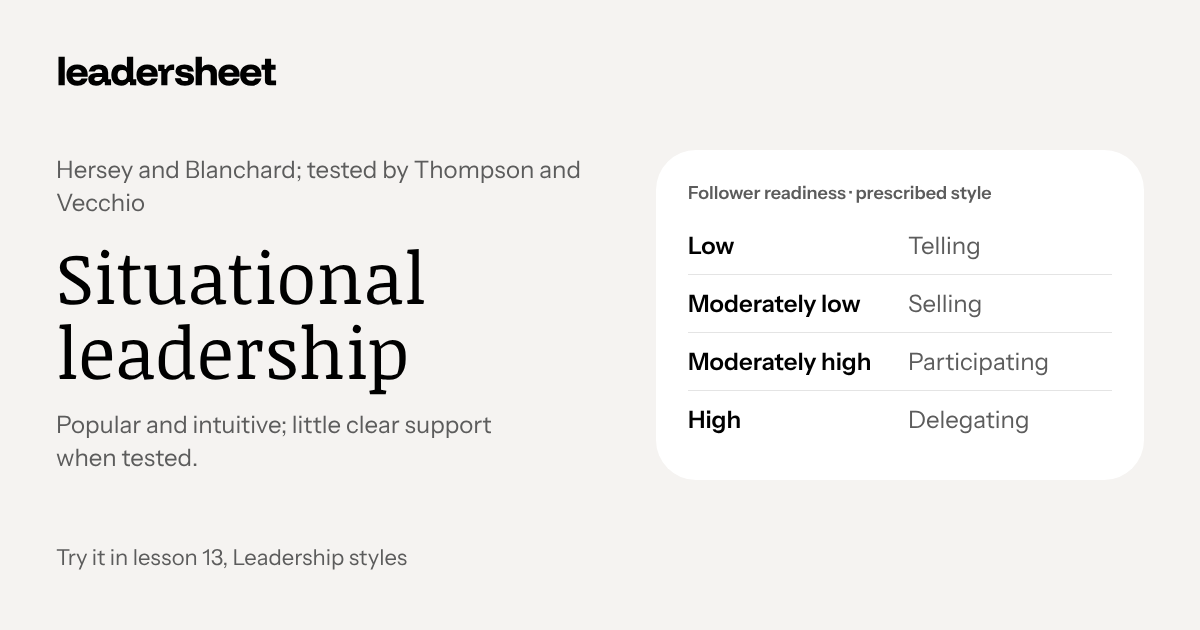 leadersheet
Hersey and Blanchard; tested by Thompson and
Vecchio
Situational
leadership
Popular and intuitive; little clear support
when tested.
Try it in lesson 13, Leadership styles
Follower readiness · prescribed style
Low Telling
Moderately low Selling
Moderately high Participating
High Delegating